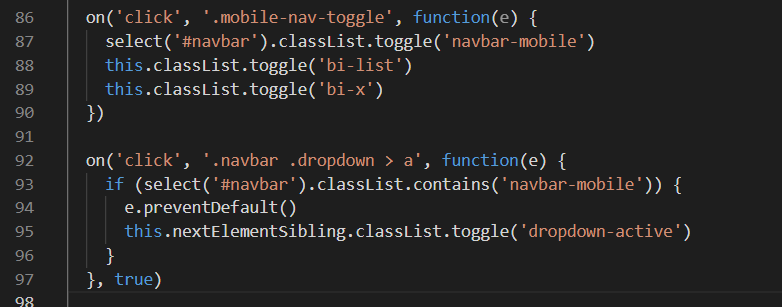 86 on('click', '.mobile-nav-toggle', function(e) {
87 select('#navbar').classList.toggle('navbar-mobile')
88 this.classList.toggle('bi-list')
89 this.classList.toggle('bi-x')
90 })
91
92 on('click', '.navbar .dropdown > a', function(e) {
93 if (select('#navbar').classList.contains('navbar-mobile')) {
94 e.preventDefault()
95 this.nextElementSibling.classList.toggle('dropdown-active')
96 }
97 }, true)
98